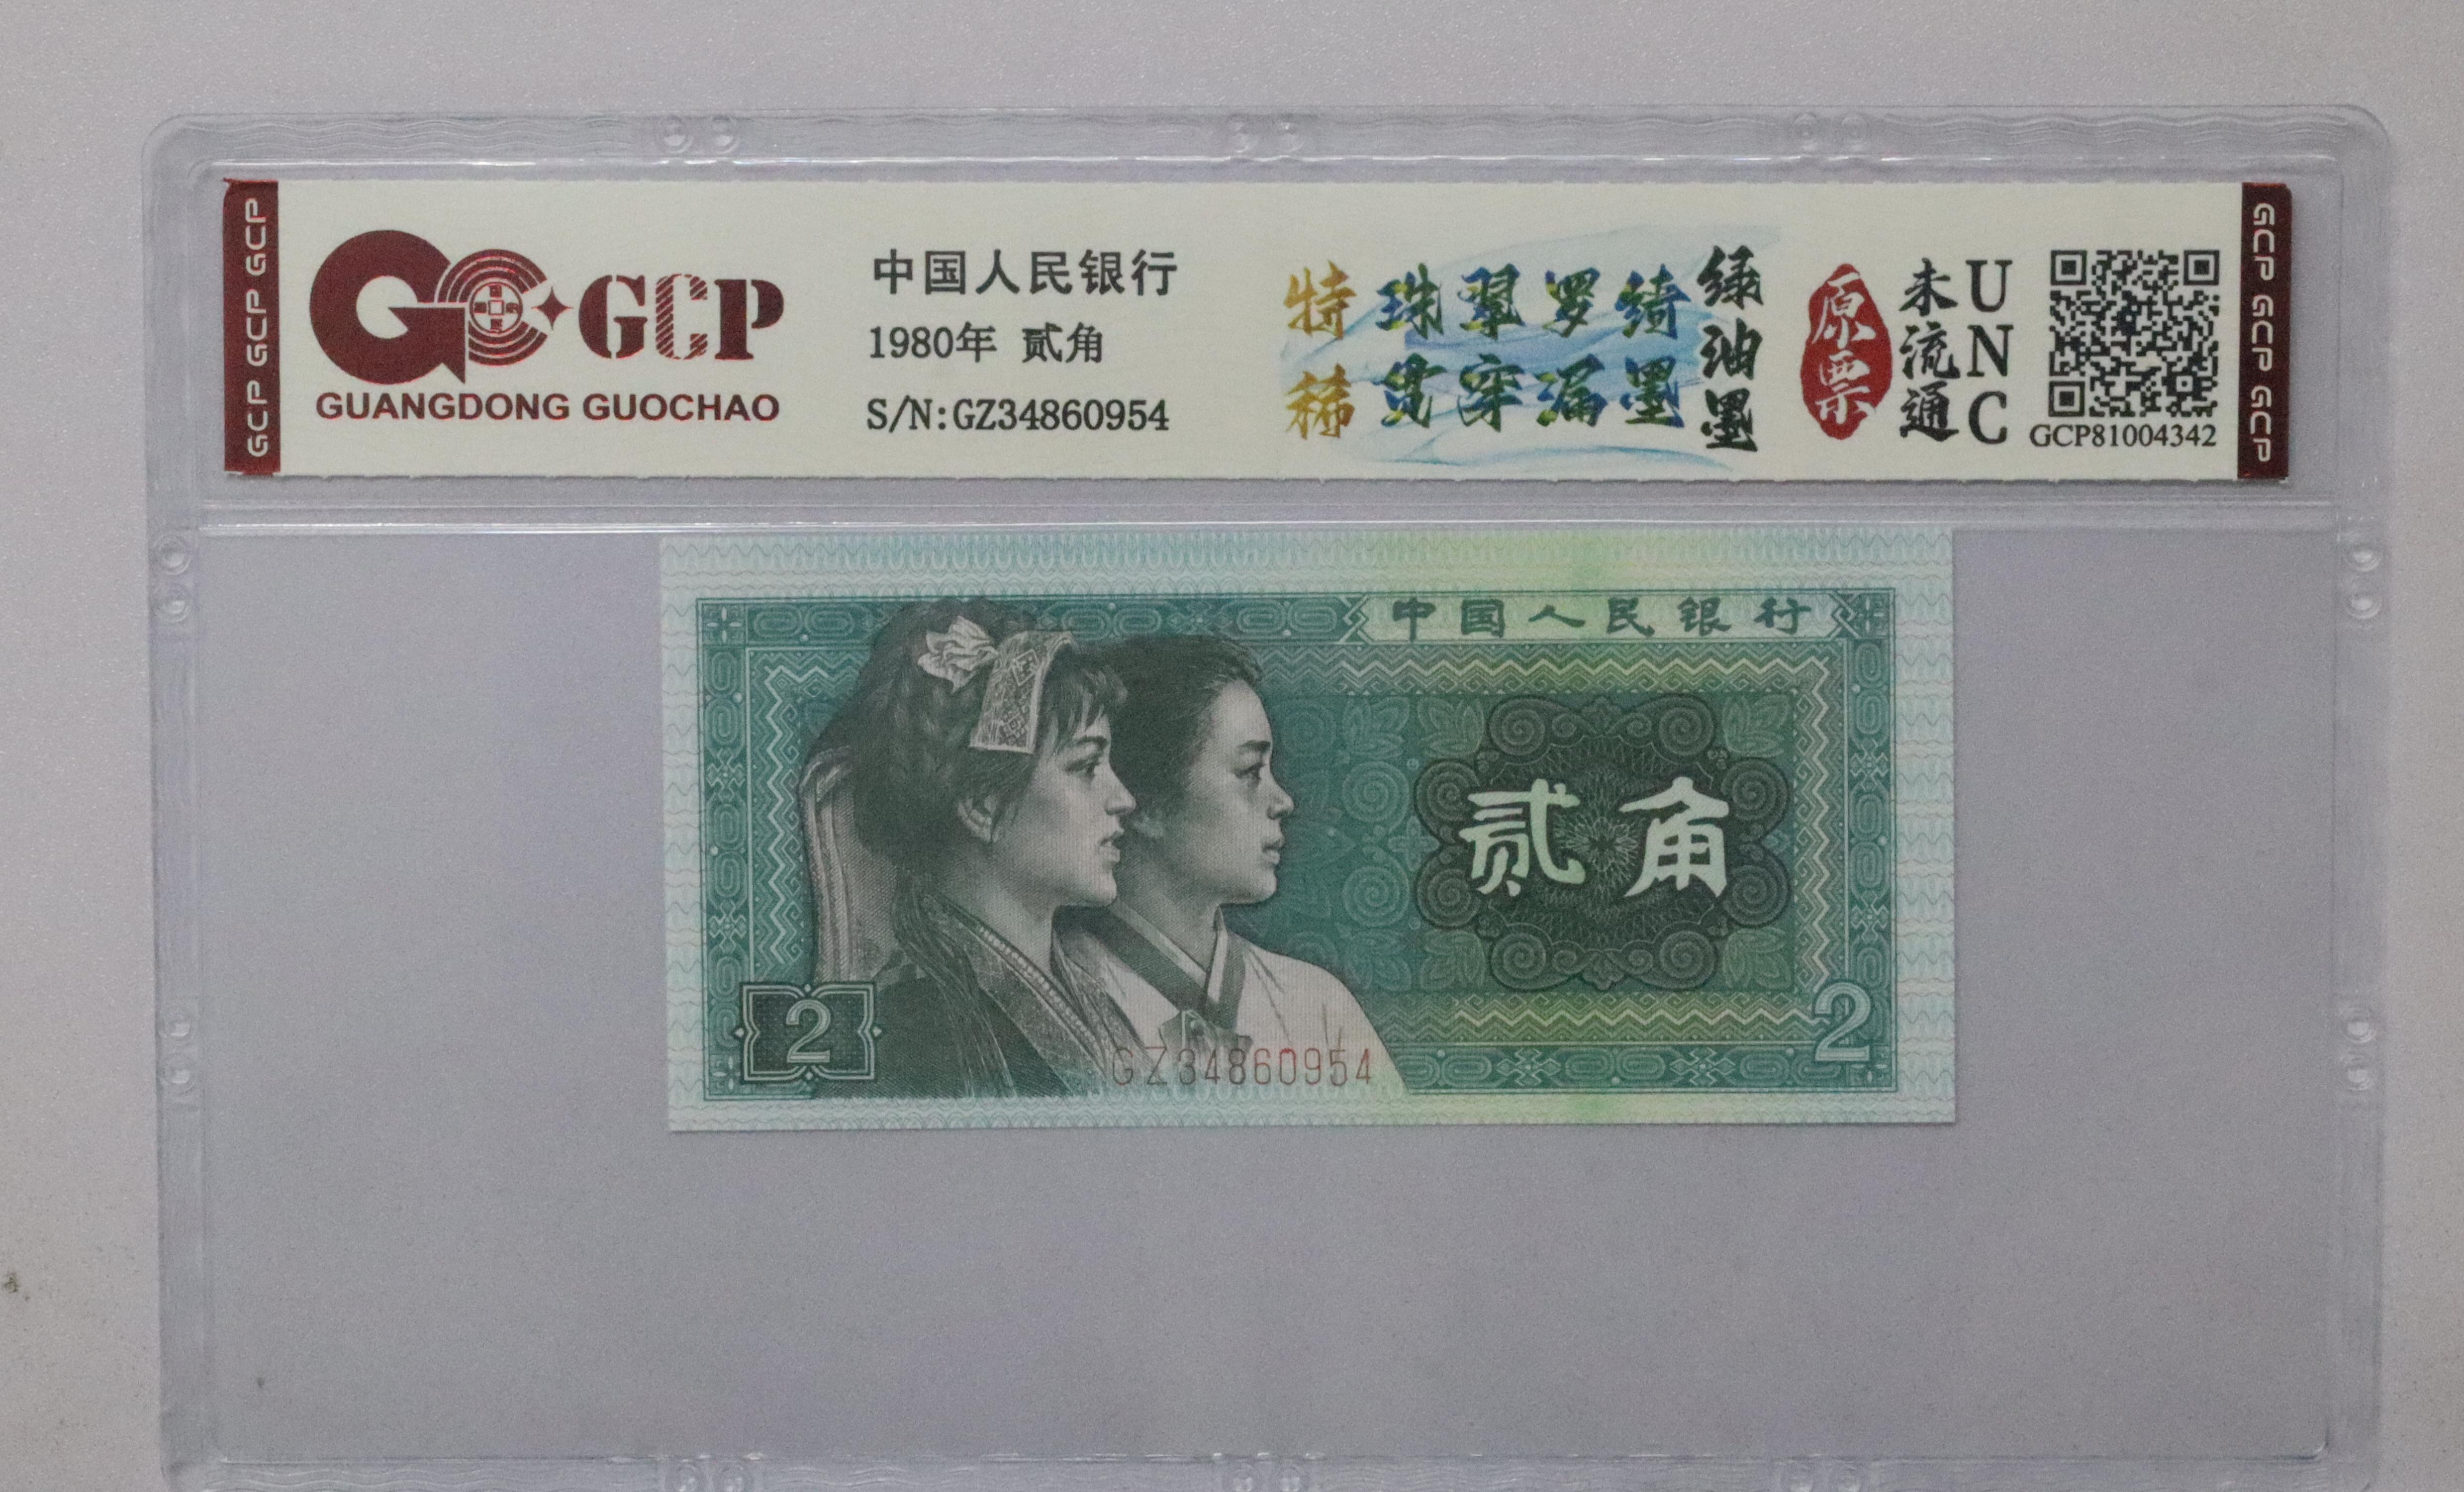 GCP GCP GCP
GCP
GUANGDONG GUOCHAO
中国人民银行
1980年 贰角
S/N:GZ34860954
特稀
珠翠罗绮
贯穿漏墨
绿油墨
原票
未流通
UNC
GCP81004342
GCP GCP GCP
中国人民银行
贰角
2
2
GZ34860954